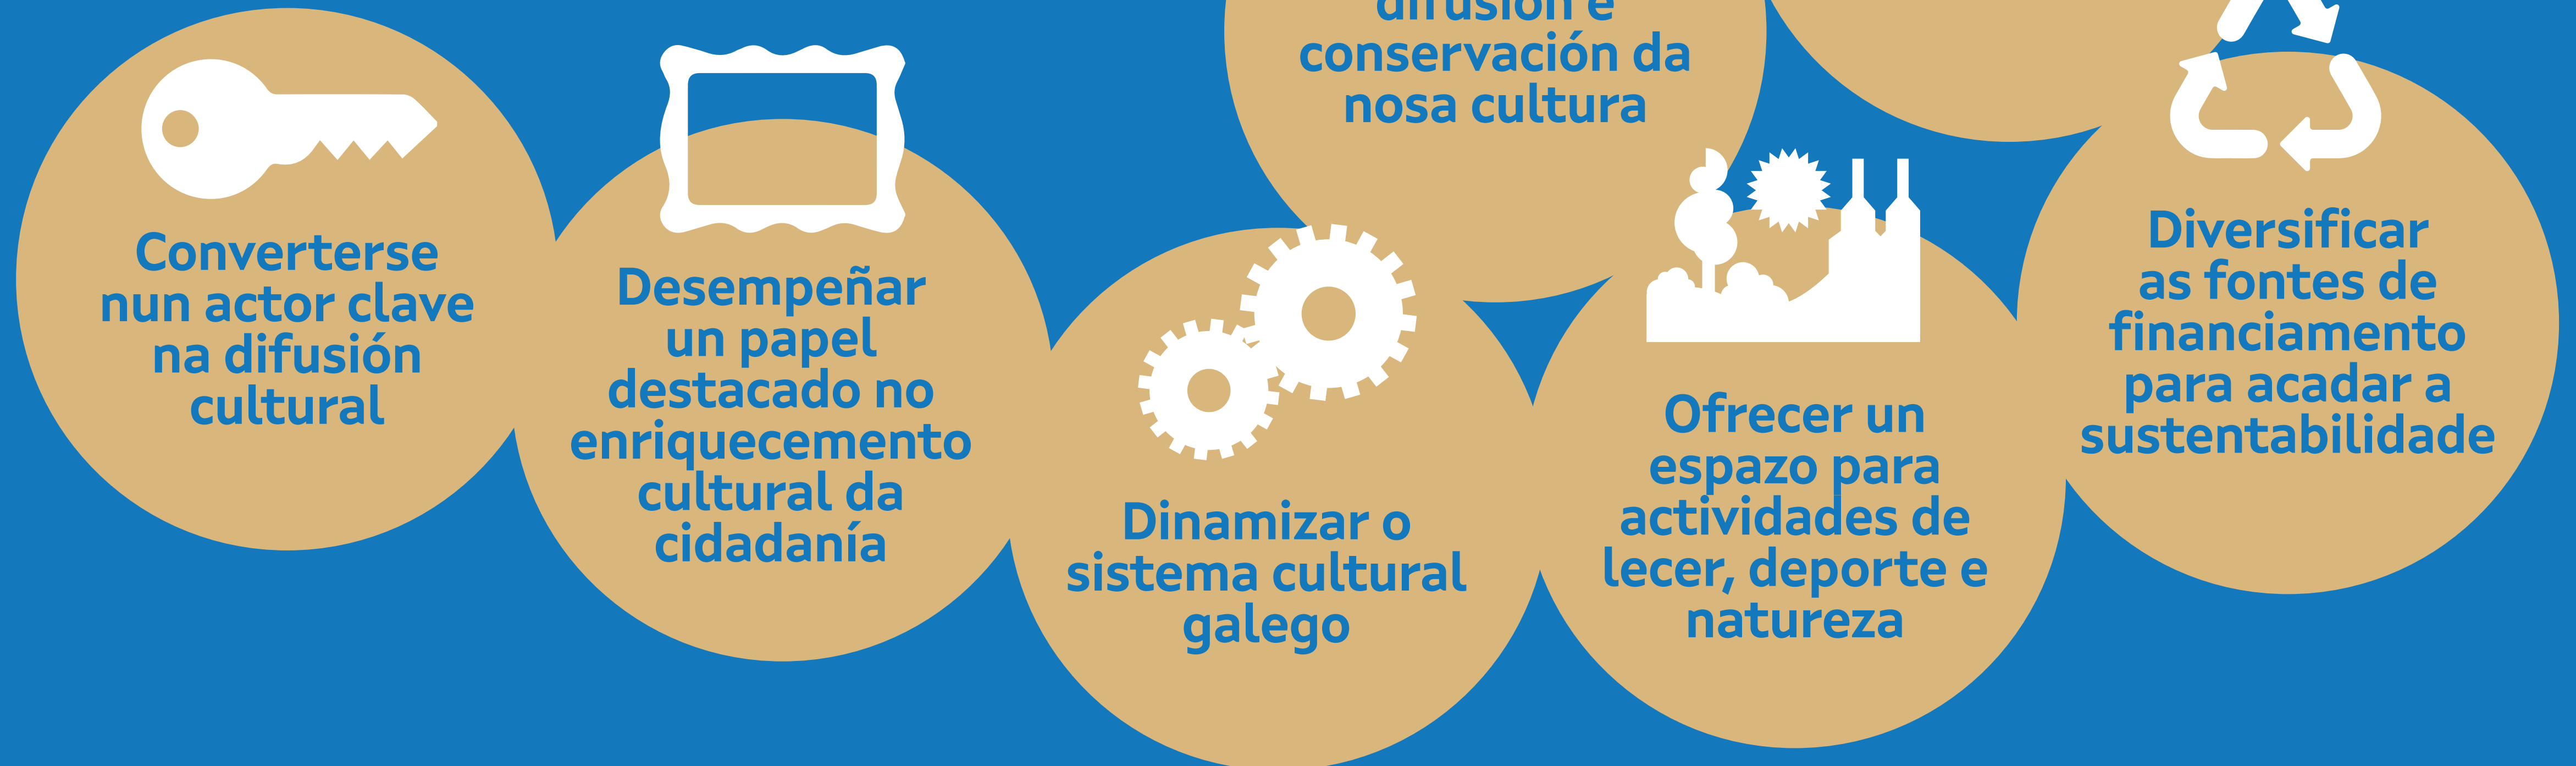 difusión e
conservación da
nosa cultura
Converterse
nun actor clave
na difusión
cultural
Desempeñar
un papel
destacado no
enriquecemento
cultural da
cidadanía
Dinamizar o
sistema cultural
galego
Ofrecer un
espazo para
actividades de
lecer, deporte e
natureza
Diversificar
as fontes de
financiamento
para acadar a
sustentabilidade